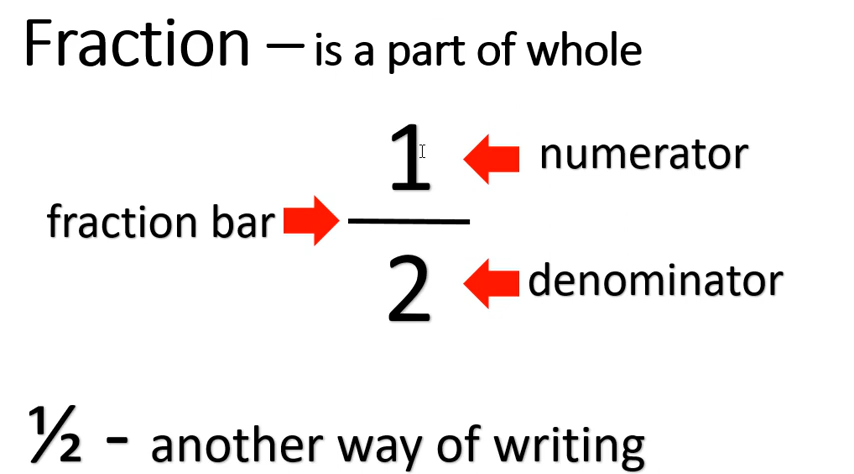 Fraction – is a part of whole
1
numerator
fraction bar
2
denominator
½ - another way of writing